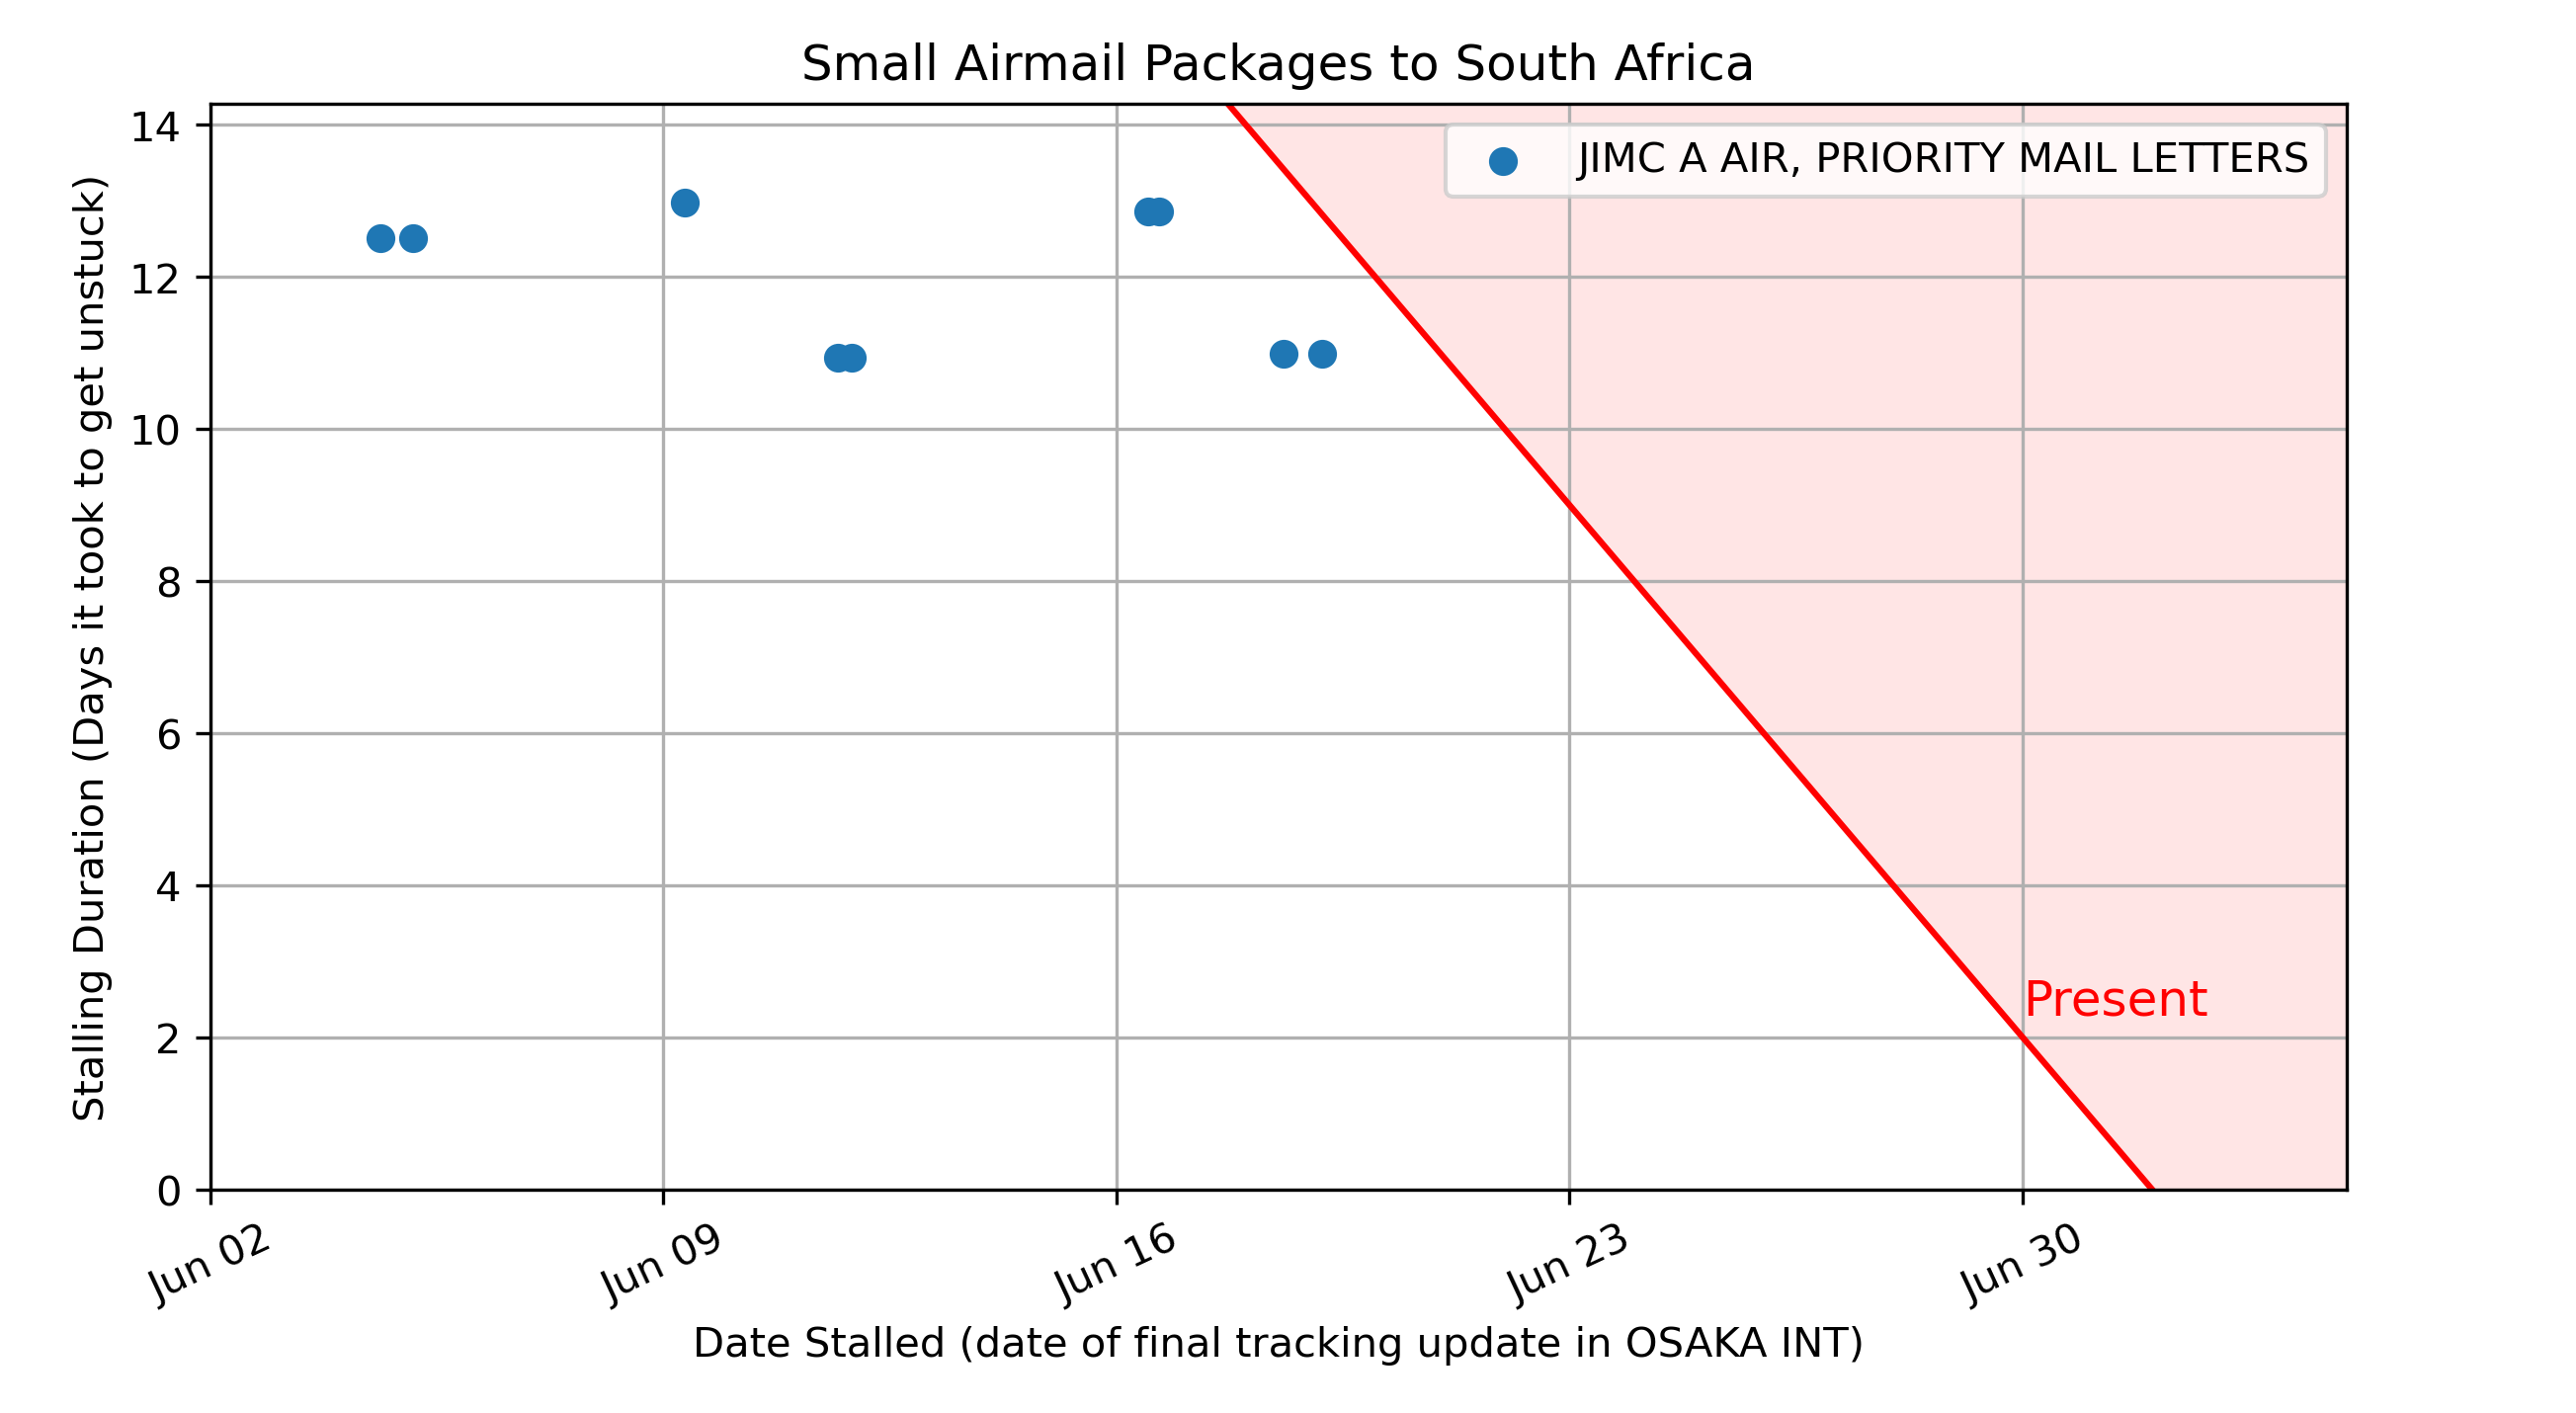 Small Airmail Packages to South Africa
JIMC A AIR, PRIORITY MAIL LETTERS
Stalling Duration (Days it took to get unstuck)
14
12
10
8
6
4
2
0
Present
Jun 02
Jun 09
Jun 16
Jun 23
Jun 30
Date Stalled (date of final tracking update in OSAKA INT)